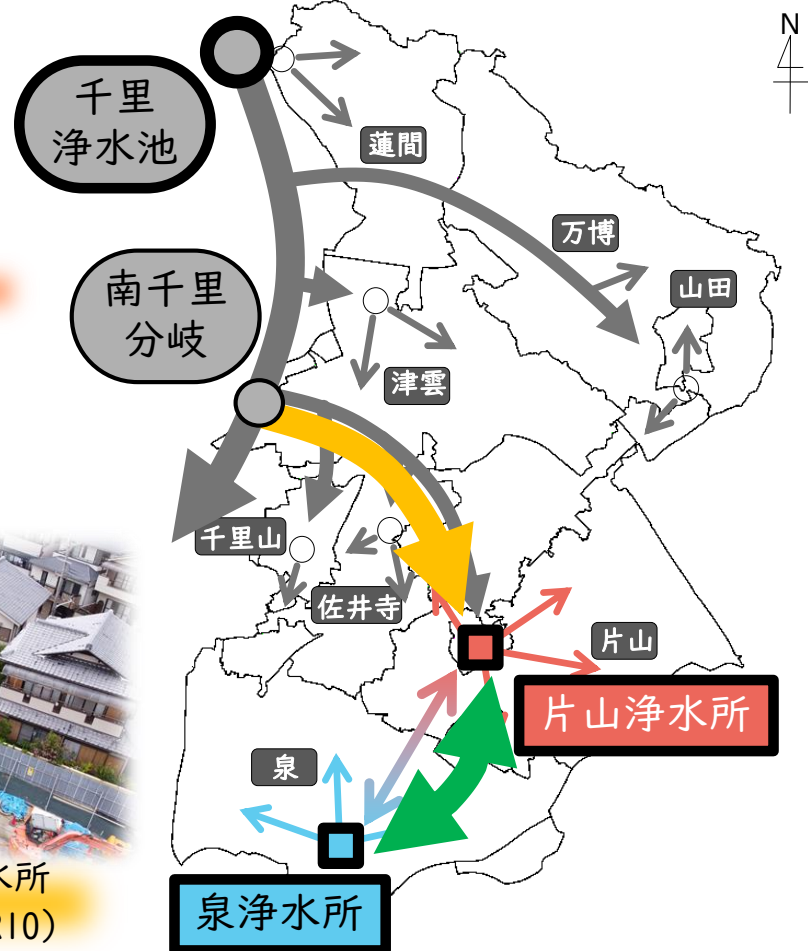 N
千里
浄水池
蓮間
万博
山田
南千里
分岐
津雲
千里山
佐井寺
片山
片山浄水所
泉
泉浄水所
水所
R10)